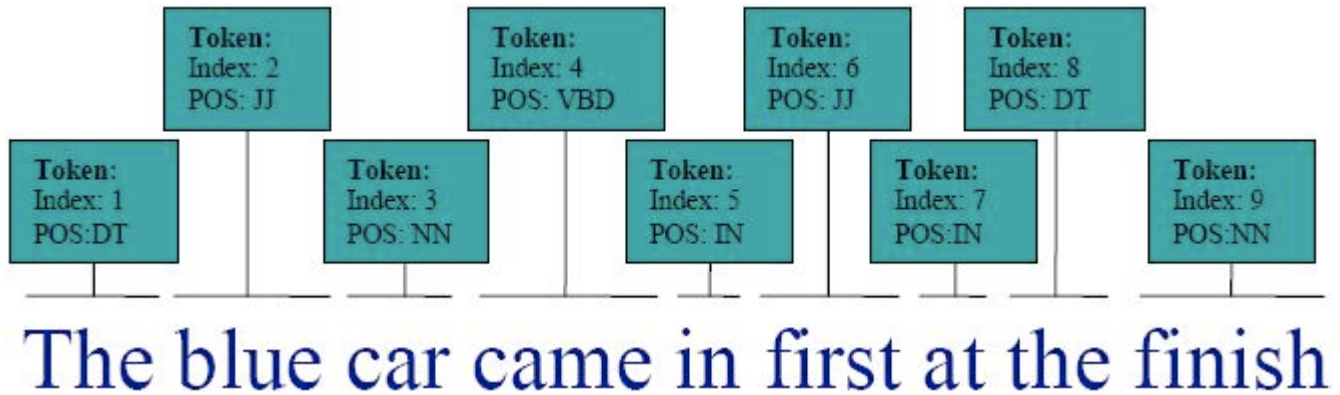 Token:
Index: 2
POS: JJ
Token:
Index: 4
POS: VBD
Token:
Index: 6
POS: JJ
Token:
Index: 8
POS: DT
Token:
Index: 1
POS:DT
Token:
Index: 3
POS: NN
Token:
Index: 5
POS: IN
Token:
Index: 7
POS:IN
Token:
Index: 9
POS:NN
The blue car came in first at the finish